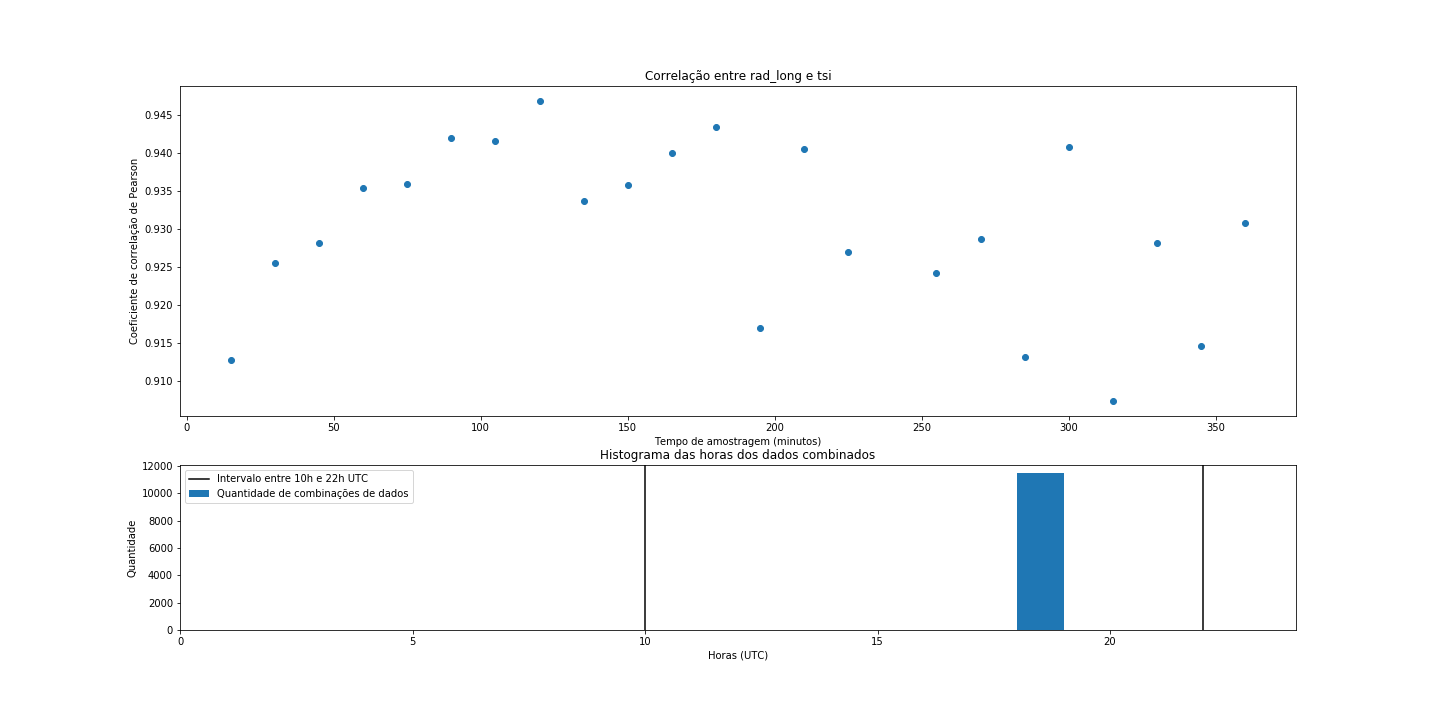 Correlação entre rad_long e tsi
Coeficiente de correlação de Pearson
0.945
0.940
0.935
0.930
0.925
0.920
0.915
0.910
0 50 100 150 200 250 300 350
Tempo de amostragem (minutos)
Histograma das horas dos dados combinados
Quantidade
12000
10000
8000
6000
4000
2000
0
Intervalo entre 10h e 22h UTC
Quantidade de combinações de dados
0 5 10 15 20
Horas (UTC)